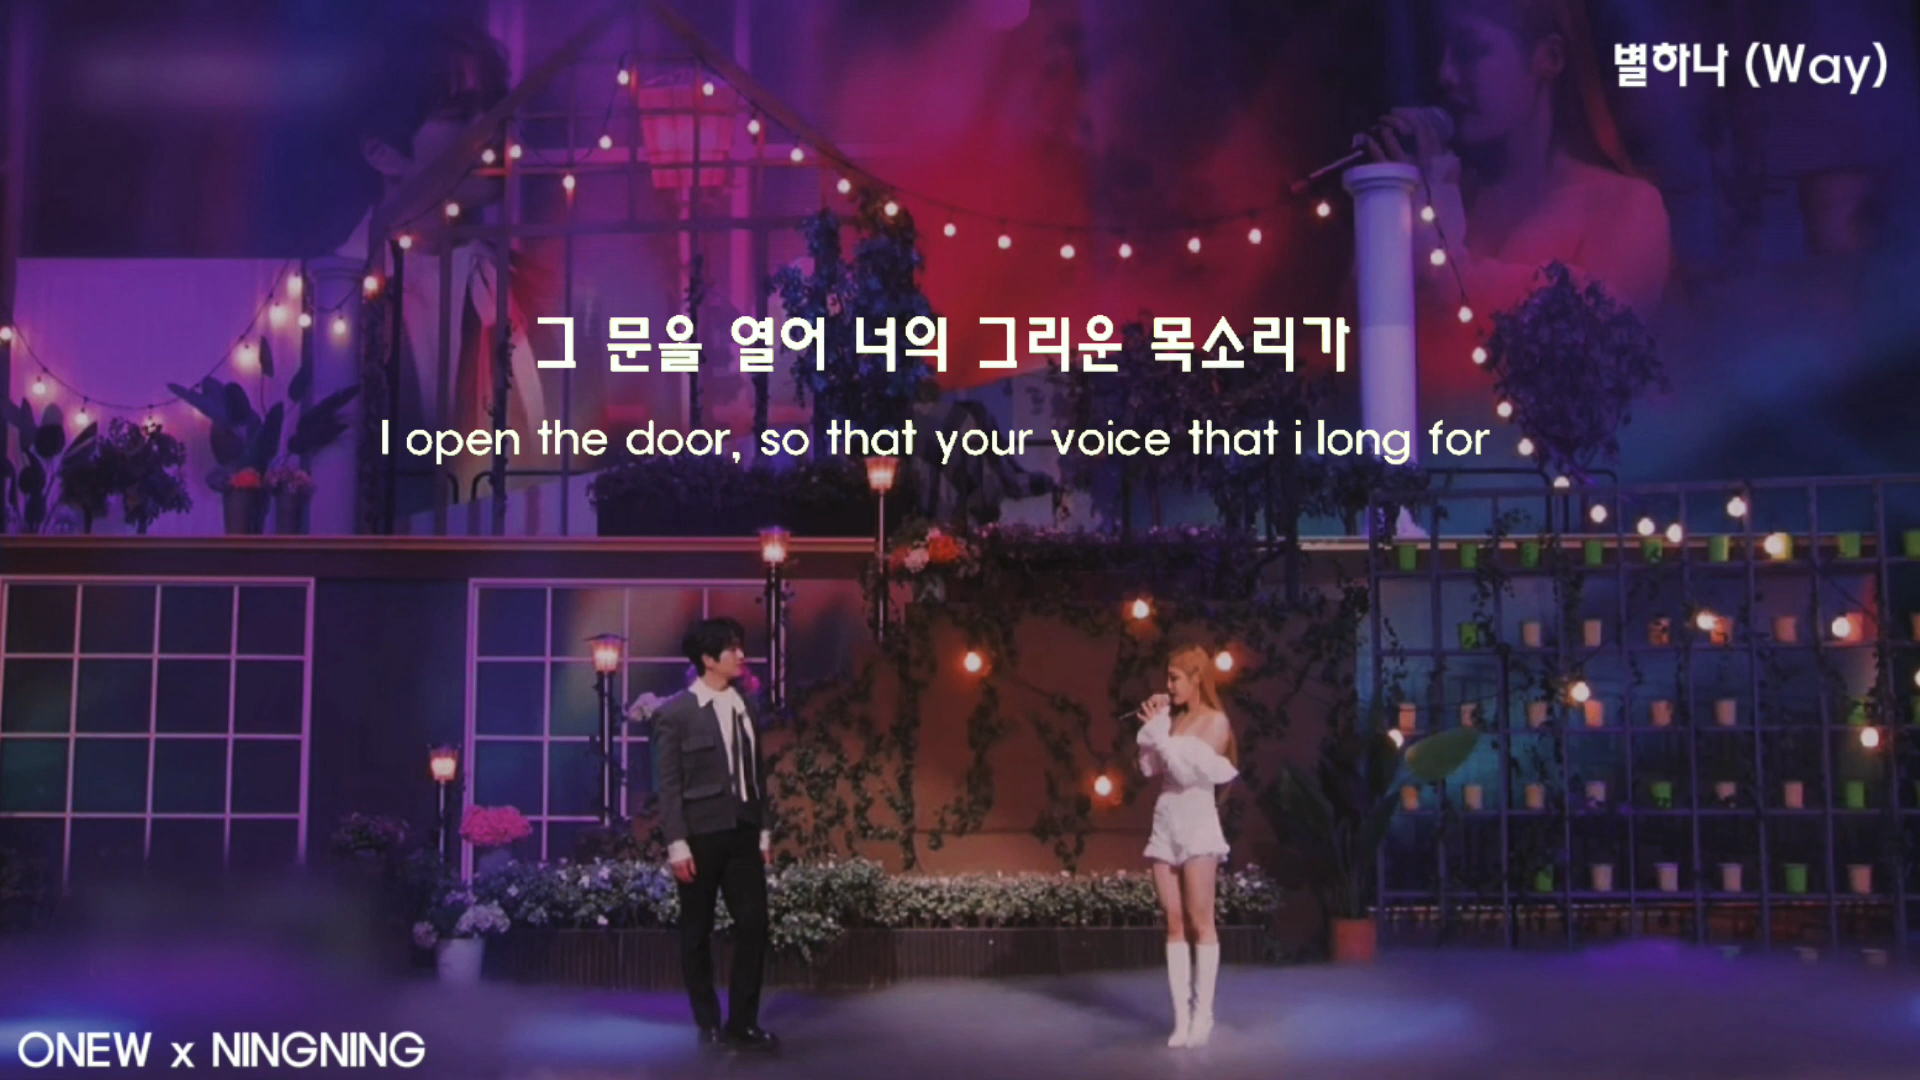 별하나 (Way)
그 문을 열어 너의 그리운 목소리가
I open the door, so that your voice that i long for
ONEW x NINGNING